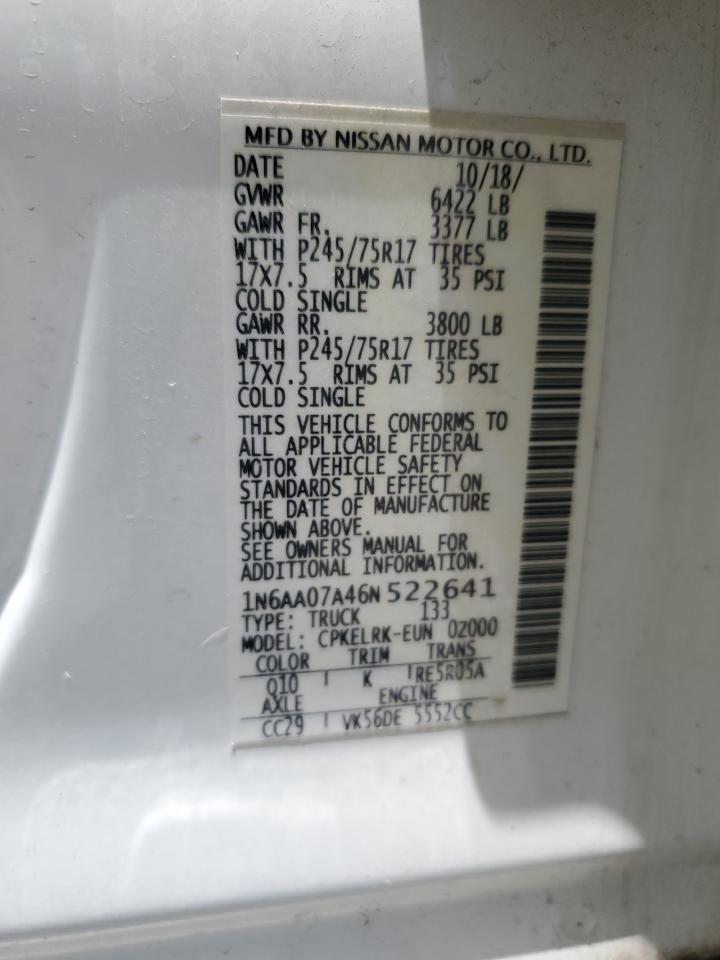 MFD BY NISSAN MOTOR CO., LTD.
DATE 10/18/
GVWR 6422 LB
GAWR FR. 3377 LB
WITH P245/75R17 TIRES
17X7.5 RIMS AT 35 PSI
COLD SINGLE
GAWR RR. 3800 LB
WITH P245/75R17 TIRES
17X7.5 RIMS AT 35 PSI
COLD SINGLE
THIS VEHICLE CONFORMS TO
ALL APPLICABLE FEDERAL
MOTOR VEHICLE SAFETY
STANDARDS IN EFFECT ON
THE DATE OF MANUFACTURE
SHOWN ABOVE.
SEE OWNERS MANUAL FOR
ADDITIONAL INFORMATION.
1N6AA07A46N522641
TYPE: TRUCK 133
MODEL: CPKELRK-EUN 02000
COLOR TRIM TRANS
Q10 K RE5R05A
AXLE ENGINE
CC29 VK56DE 5552CC